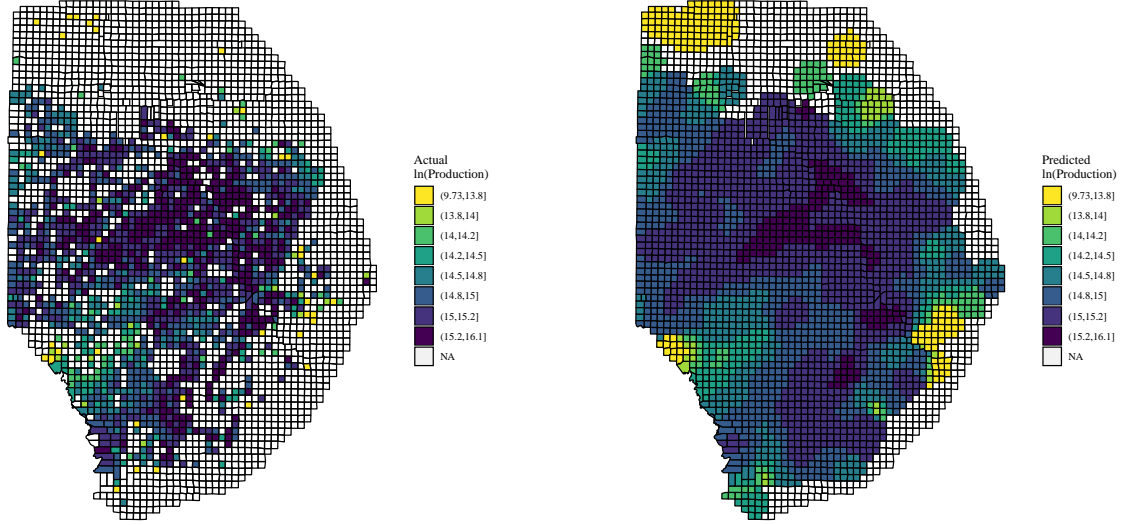 Actual
ln(Production)
(9.73,13.8]
(13.8,14]
(14,14.2]
(14.2,14.5]
(14.5,14.8]
(14.8,15]
(15,15.2]
(15.2,16.1]
NA
Predicted
ln(Production)
(9.73,13.8]
(13.8,14]
(14,14.2]
(14.2,14.5]
(14.5,14.8]
(14.8,15]
(15,15.2]
(15.2,16.1]
NA